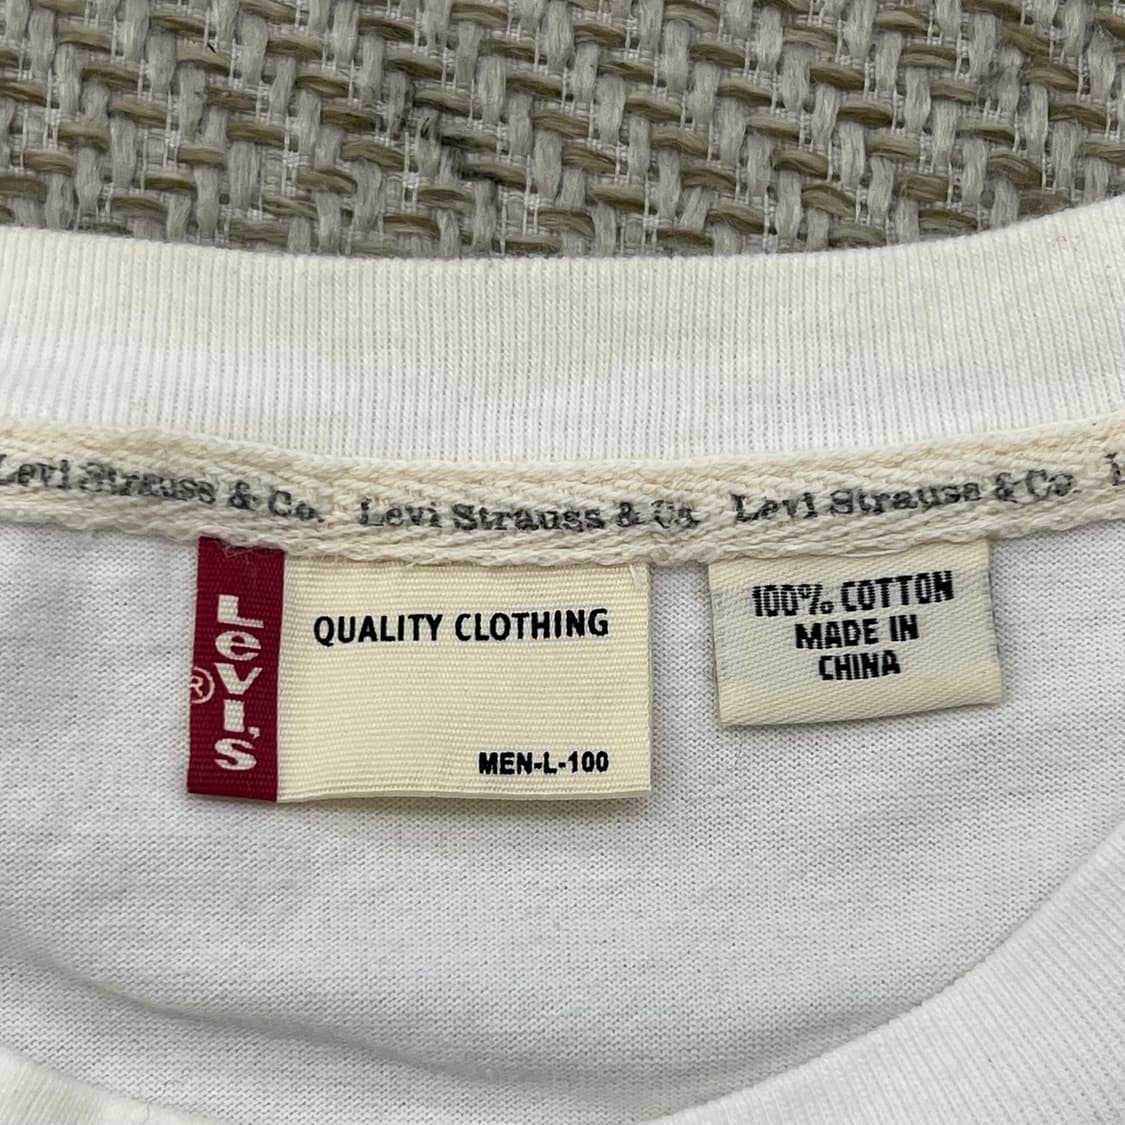 Levi Strauss & Co. Levi Strauss & Co. Levi Strauss & Co.
Levi's
®
QUALITY CLOTHING
MEN-L-100
100% COTTON
MADE IN
CHINA